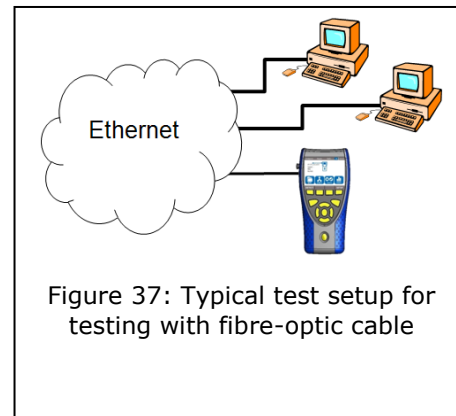 Ethernet
Figure 37: Typical test setup for
testing with fibre-optic cable